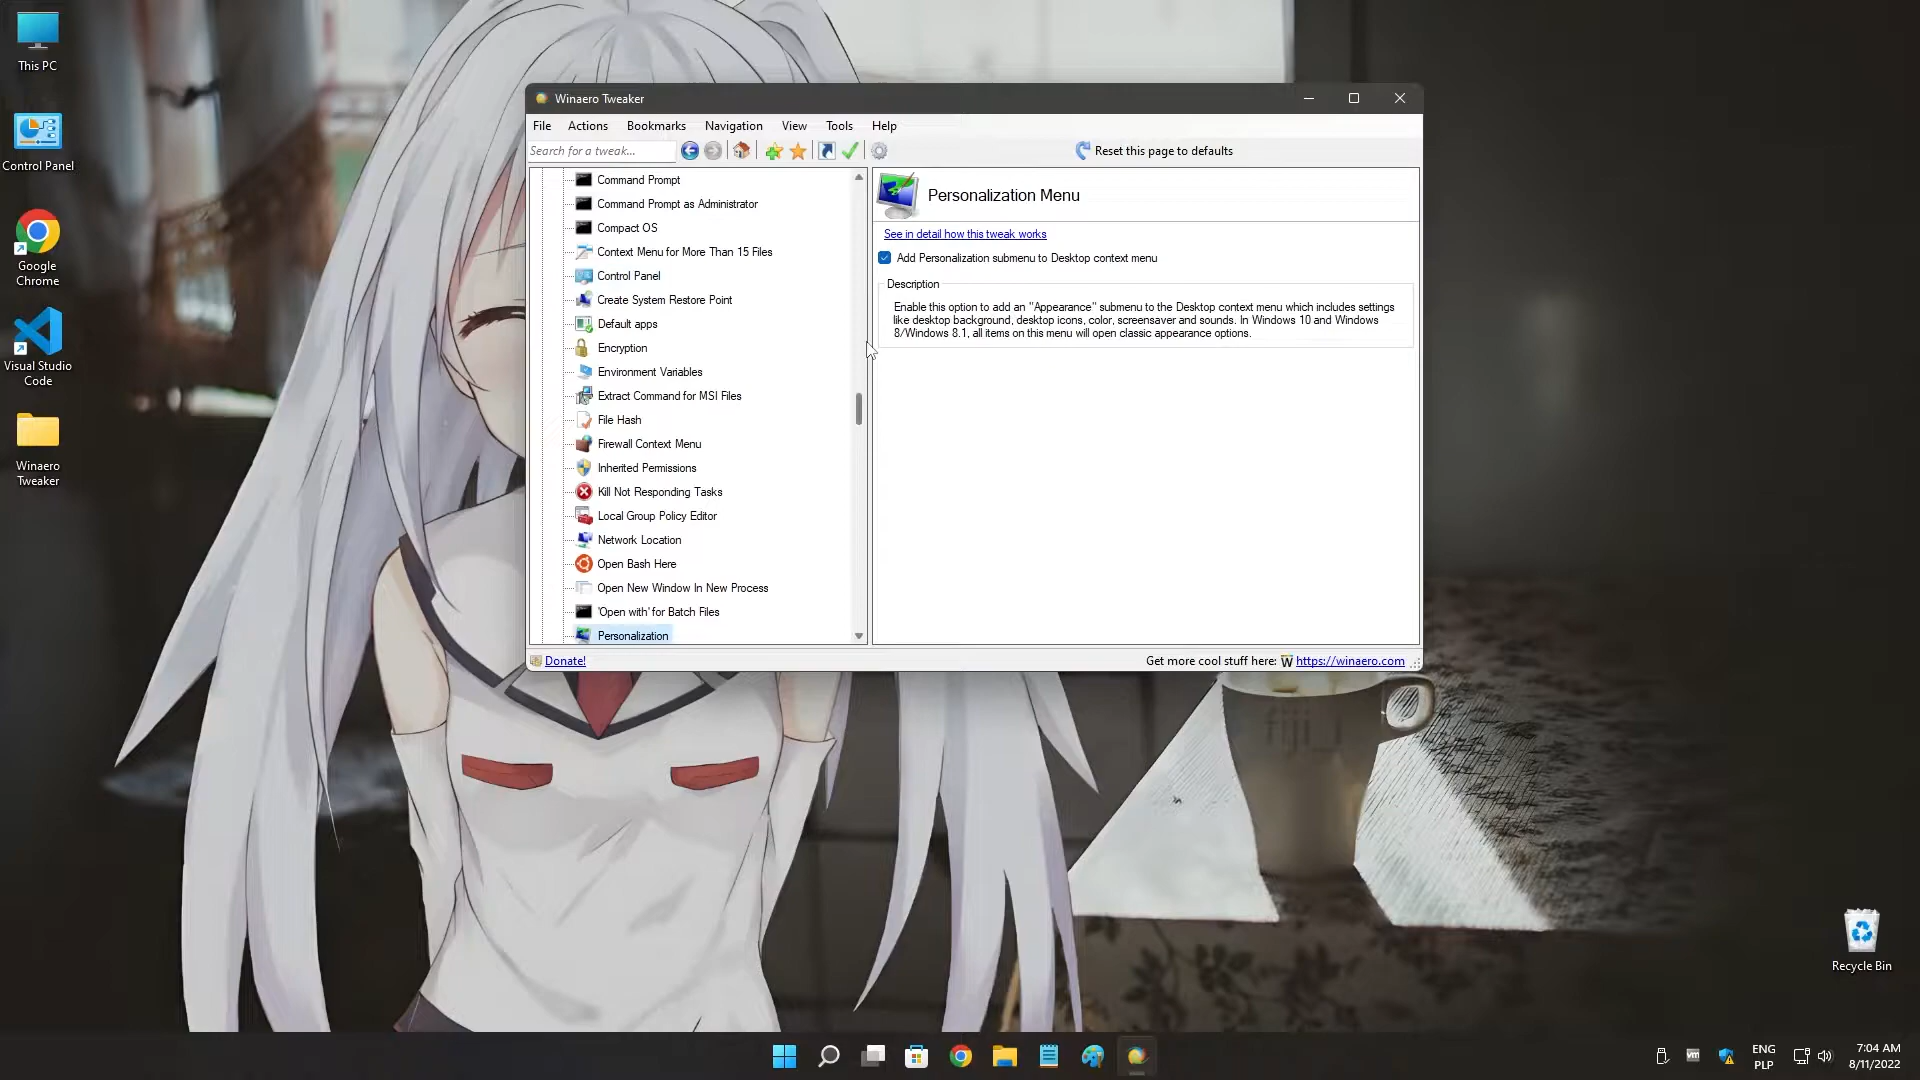 This PC
Control Panel
Google
Chrome
Visual Studio
Code
Winaero
Tweaker
Winaero Tweaker
File Actions Bookmarks Navigation View Tools Help
Search for a tweak...
Reset this page to defaults
Command Prompt
Command Prompt as Administrator
Compact OS
Context Menu for More Than 15 Files
Control Panel
Create System Restore Point
Default apps
Encryption
Environment Variables
Extract Command for MSI Files
File Hash
Firewall Context Menu
Inherited Permissions
Kill Not Responding Tasks
Local Group Policy Editor
Network Location
Open Bash Here
Open New Window In New Process
'Open with' for Batch Files
Personalization
Personalization Menu
See in detail how this tweak works
Add Personalization submenu to Desktop context menu
Description
Enable this option to add an "Appearance" submenu to the Desktop context menu which includes settings
like desktop background, desktop icons, color, screensaver and sounds. In Windows 10 and Windows
8/Windows 8.1, all items on this menu will open classic appearance options.
Donate!
Get more cool stuff here: W https://winaero.com
Recycle Bin
vm
ENG
PLP
7:04 AM
8/11/2022